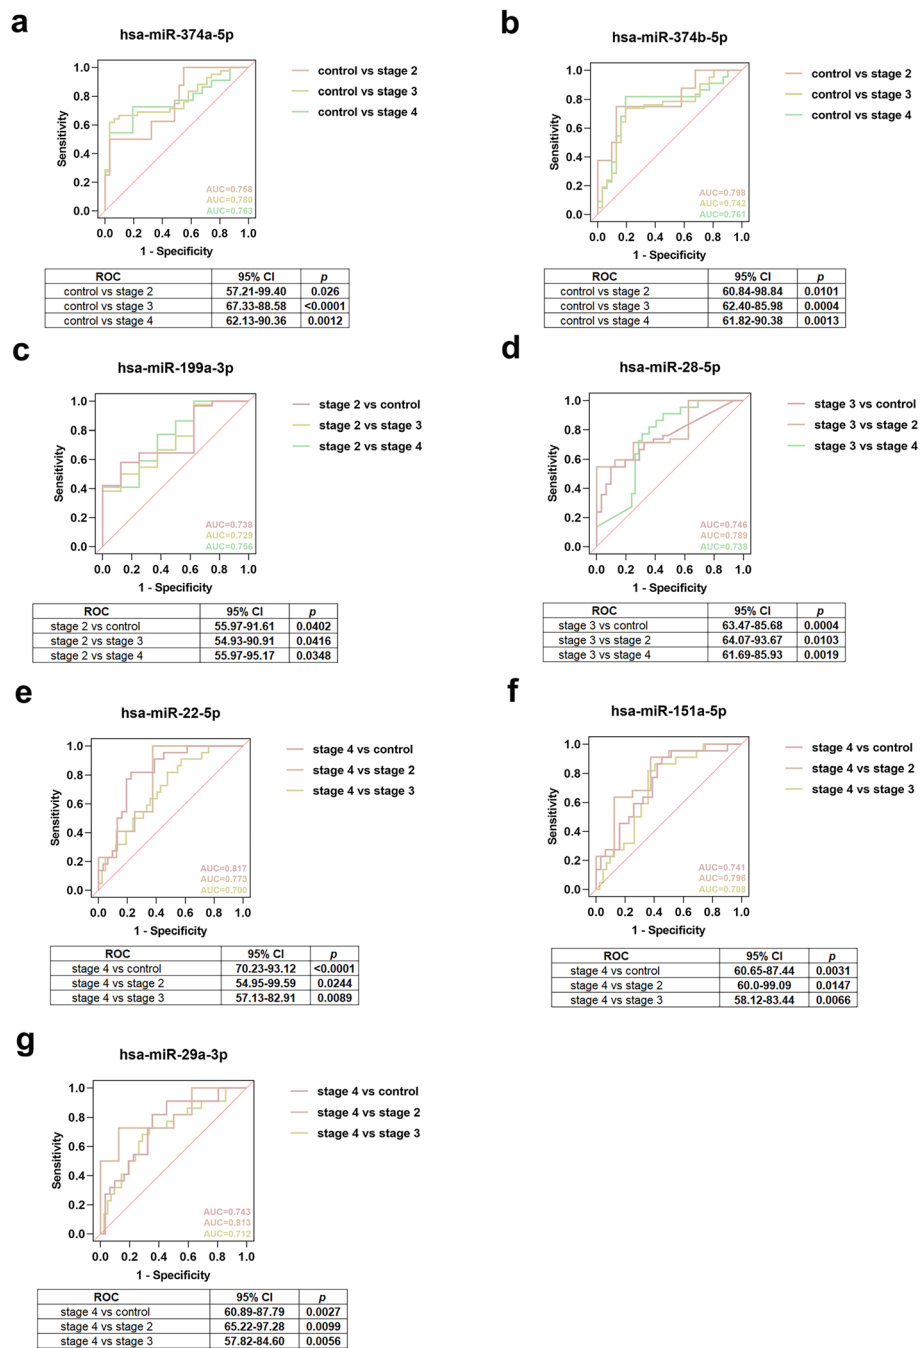 a
hsa-miR-374a-5p
1.0
0.8
0.6
0.4
0.2
0.0
Sensitivity
0.0 0.2 0.4 0.6 0.8 1.0
1 - Specificity
control vs stage 2
control vs stage 3
control vs stage 4
AUC=0.758
AUC=0.780
AUC=0.763
ROC 95% CI p
control vs stage 2 57.21-99.40 0.026
control vs stage 3 67.33-88.58 <0.0001
control vs stage 4 62.13-90.36 0.0012
b
hsa-miR-374b-5p
1.0
0.8
0.6
0.4
0.2
0.0
Sensitivity
0.0 0.2 0.4 0.6 0.8 1.0
1 - Specificity
control vs stage 2
control vs stage 3
control vs stage 4
AUC=0.798
AUC=0.742
AUC=0.761
ROC 95% CI p
control vs stage 2 60.84-98.84 0.0101
control vs stage 3 62.40-85.98 0.0004
control vs stage 4 61.82-90.38 0.0013
c
hsa-miR-199a-3p
1.0
0.8
0.6
0.4
0.2
0.0
Sensitivity
0.0 0.2 0.4 0.6 0.8 1.0
1 - Specificity
stage 2 vs control
stage 2 vs stage 3
stage 2 vs stage 4
AUC=0.738
AUC=0.729
AUC=0.756
ROC 95% CI p
stage 2 vs control 55.97-91.61 0.0402
stage 2 vs stage 3 54.93-90.91 0.0416
stage 2 vs stage 4 55.97-95.17 0.0348
d
hsa-miR-28-5p
1.0
0.8
0.6
0.4
0.2
0.0
Sensitivity
0.0 0.2 0.4 0.6 0.8 1.0
1 - Specificity
stage 3 vs control
stage 3 vs stage 2
stage 3 vs stage 4
AUC=0.746
AUC=0.789
AUC=0.738
ROC 95% CI p
stage 3 vs control 63.47-85.68 0.0004
stage 3 vs stage 2 64.07-93.67 0.0103
stage 3 vs stage 4 61.69-85.93 0.0019
e
hsa-miR-22-5p
1.0
0.8
0.6
0.4
0.2
0.0
Sensitivity
0.0 0.2 0.4 0.6 0.8 1.0
1 - Specificity
stage 4 vs control
stage 4 vs stage 2
stage 4 vs stage 3
AUC=0.817
AUC=0.773
AUC=0.700
ROC 95% CI p
stage 4 vs control 70.23-93.12 <0.0001
stage 4 vs stage 2 54.95-99.59 0.0244
stage 4 vs stage 3 57.13-82.91 0.0089
f
hsa-miR-151a-5p
1.0
0.8
0.6
0.4
0.2
0.0
Sensitivity
0.0 0.2 0.4 0.6 0.8 1.0
1 - Specificity
stage 4 vs control
stage 4 vs stage 2
stage 4 vs stage 3
AUC=0.741
AUC=0.796
AUC=0.708
ROC 95% CI p
stage 4 vs control 60.65-87.44 0.0031
stage 4 vs stage 2 60.0-99.09 0.0147
stage 4 vs stage 3 58.12-83.44 0.0066
g
hsa-miR-29a-3p
1.0
0.8
0.6
0.4
0.2
0.0
Sensitivity
0.0 0.2 0.4 0.6 0.8 1.0
1 - Specificity
stage 4 vs control
stage 4 vs stage 2
stage 4 vs stage 3
AUC=0.743
AUC=0.813
AUC=0.712
ROC 95% CI p
stage 4 vs control 60.89-87.79 0.0027
stage 4 vs stage 2 65.22-97.28 0.0099
stage 4 vs stage 3 57.82-84.60 0.0056